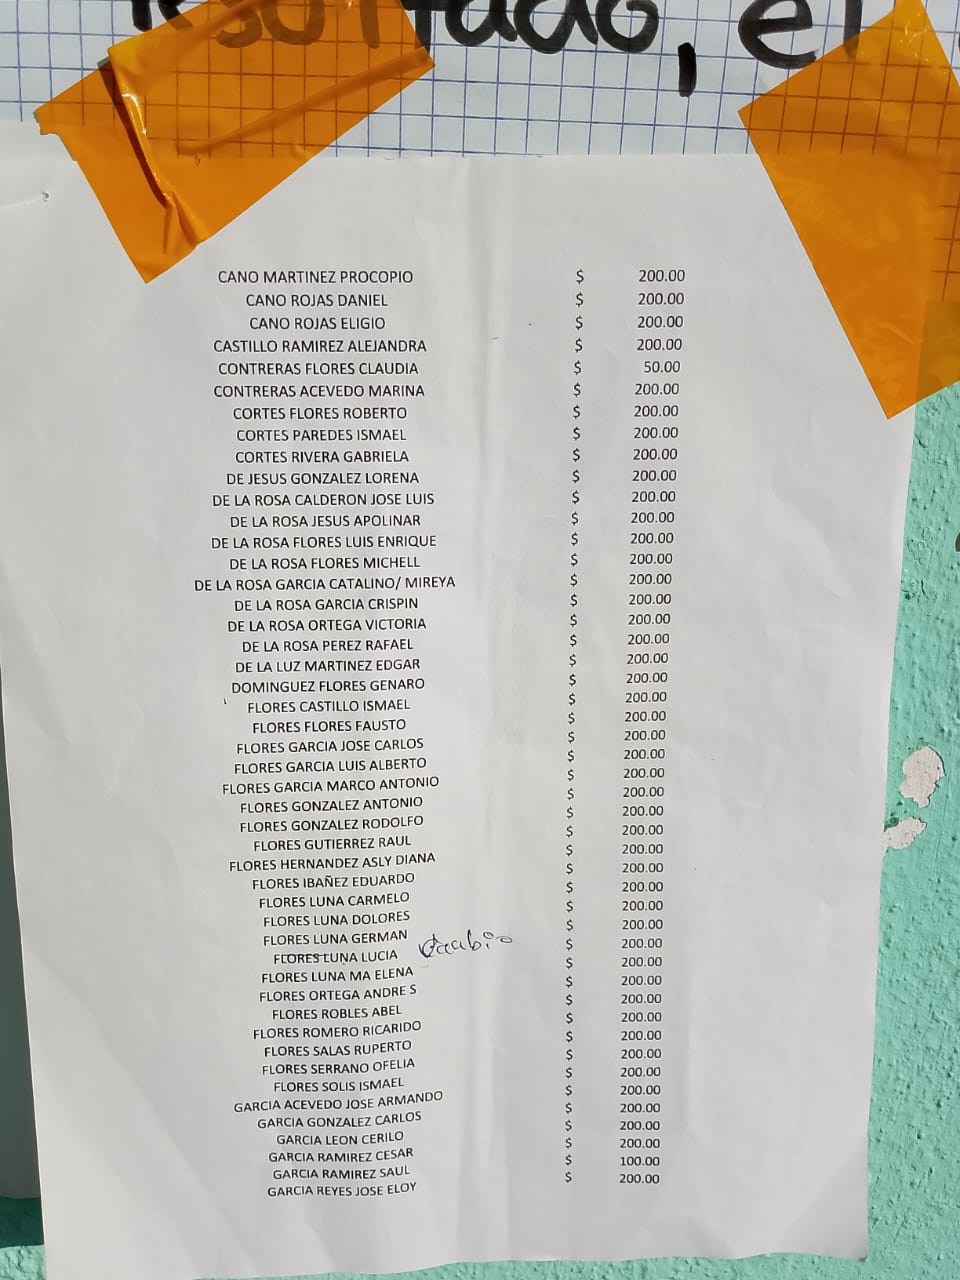 resultado, el
CANO MARTINEZ PROCOPIO $ 200.00
CANO ROJAS DANIEL $ 200.00
CANO ROJAS ELIGIO $ 200.00
CASTILLO RAMIREZ ALEJANDRA $ 200.00
CONTRERAS FLORES CLAUDIA $ 50.00
CONTRERAS ACEVEDO MARINA $ 200.00
CORTES FLORES ROBERTO $ 200.00
CORTES PAREDES ISMAEL $ 200.00
CORTES RIVERA GABRIELA $ 200.00
DE JESUS GONZALEZ LORENA $ 200.00
DE LA ROSA CALDERON JOSE LUIS $ 200.00
DE LA ROSA JESUS APOLINAR $ 200.00
DE LA ROSA FLORES LUIS ENRIQUE $ 200.00
DE LA ROSA FLORES MICHELL $ 200.00
DE LA ROSA GARCIA CATALINO/ MIREYA $ 200.00
DE LA ROSA GARCIA CRISPIN $ 200.00
DE LA ROSA ORTEGA VICTORIA $ 200.00
DE LA ROSA PEREZ RAFAEL $ 200.00
DE LA LUZ MARTINEZ EDGAR $ 200.00
DOMINGUEZ FLORES GENARO $ 200.00
FLORES CASTILLO ISMAEL $ 200.00
FLORES FLORES FAUSTO $ 200.00
FLORES GARCIA JOSE CARLOS $ 200.00
FLORES GARCIA LUIS ALBERTO $ 200.00
FLORES GARCIA MARCO ANTONIO $ 200.00
FLORES GONZALEZ ANTONIO $ 200.00
FLORES GONZALEZ RODOLFO $ 200.00
FLORES GUTIERREZ RAUL $ 200.00
FLORES HERNANDEZ ASLY DIANA $ 200.00
FLORES IBAÑEZ EDUARDO $ 200.00
FLORES LUNA CARMELO $ 200.00
FLORES LUNA DOLORES $ 200.00
FLORES LUNA GERMAN $ 200.00
FLORES LUNA LUCIA $ 200.00
FLORES LUNA MA ELENA $ 200.00
FLORES ORTEGA ANDRE S $ 200.00
FLORES ROBLES ABEL $ 200.00
FLORES ROMERO RICARIDO $ 200.00
FLORES SALAS RUPERTO $ 200.00
FLORES SERRANO OFELIA $ 200.00
FLORES SOLIS ISMAEL $ 200.00
GARCIA ACEVEDO JOSE ARMANDO $ 200.00
GARCIA GONZALEZ CARLOS $ 200.00
GARCIA LEON CERILO $ 200.00
GARCIA RAMIREZ CESAR $ 200.00
GARCIA RAMIREZ SAUL $ 100.00
GARCIA REYES JOSE ELOY $ 200.00